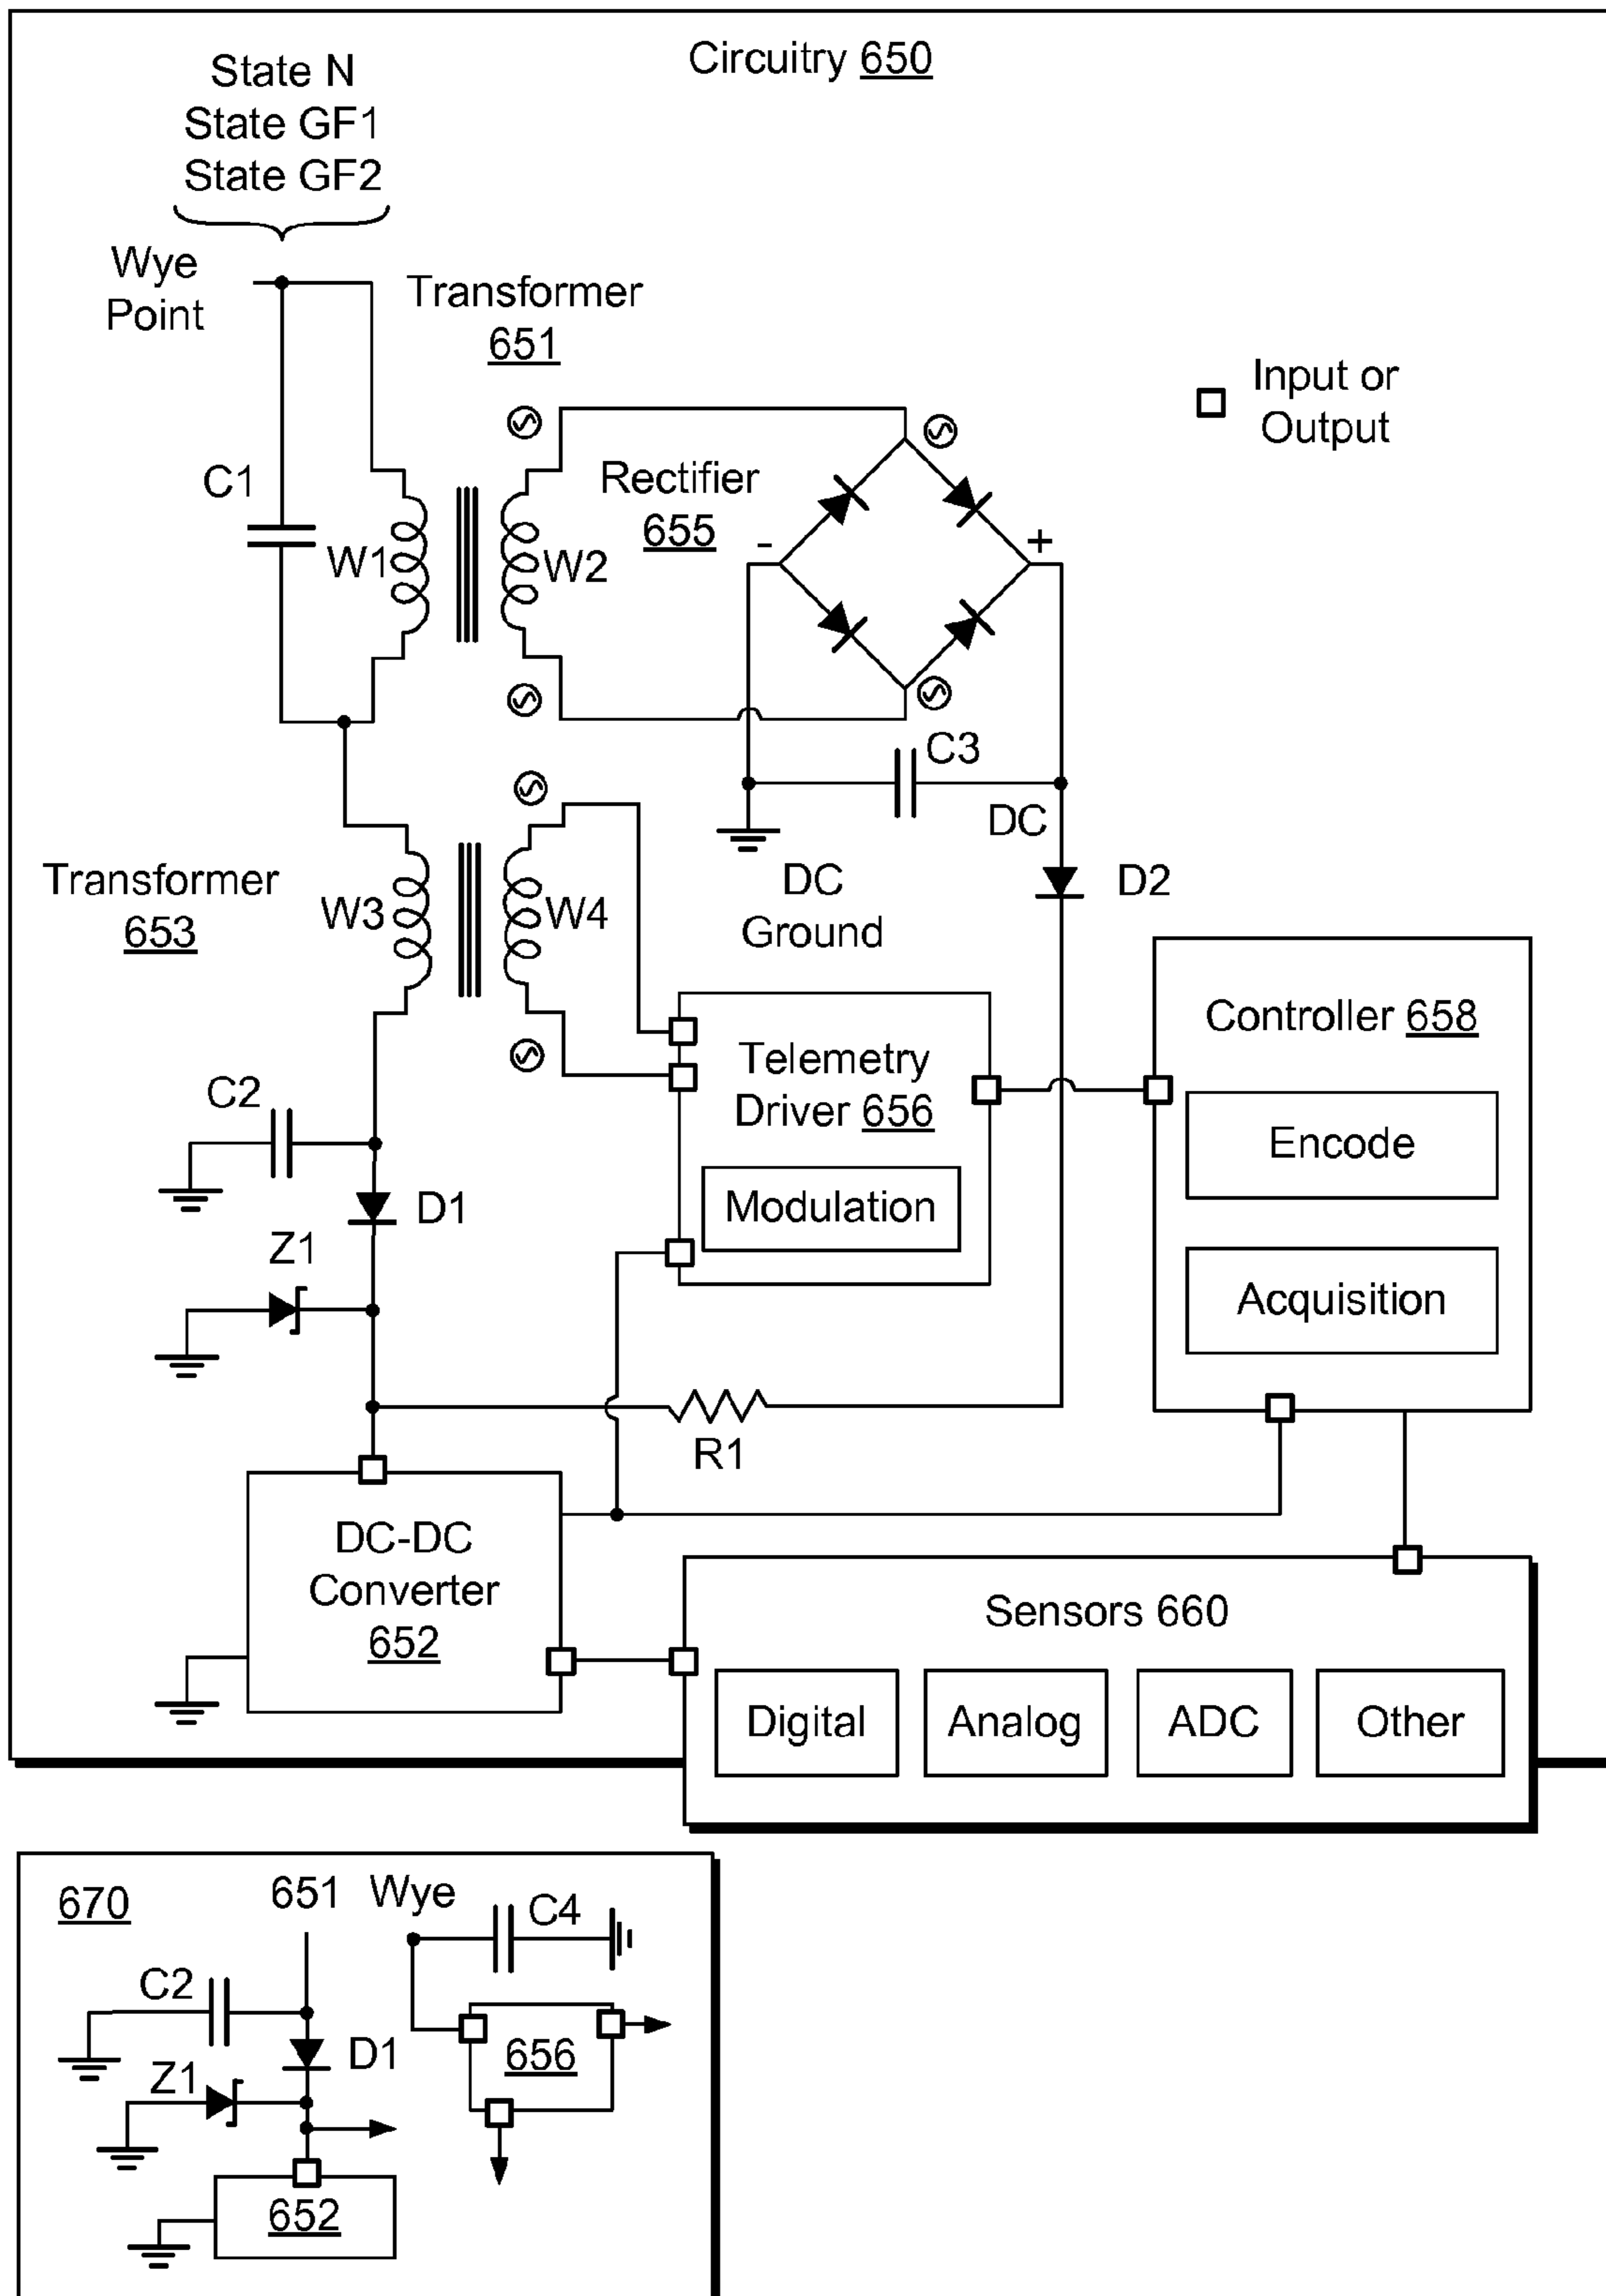 Circuitry 650
State N
State GF1
State GF2
Wye
Point
Transformer
651
Input or
Output
C1
W1
W2
Rectifier
655
-
+
C3
DC
DC
Ground
D2
Transformer
653
W3
W4
Controller 658
Encode
Acquisition
Telemetry
Driver 656
Modulation
C2
D1
Z1
R1
DC-DC
Converter
652
Sensors 660
Digital
Analog
ADC
Other
670
651
Wye
C4
C2
D1
Z1
656
652